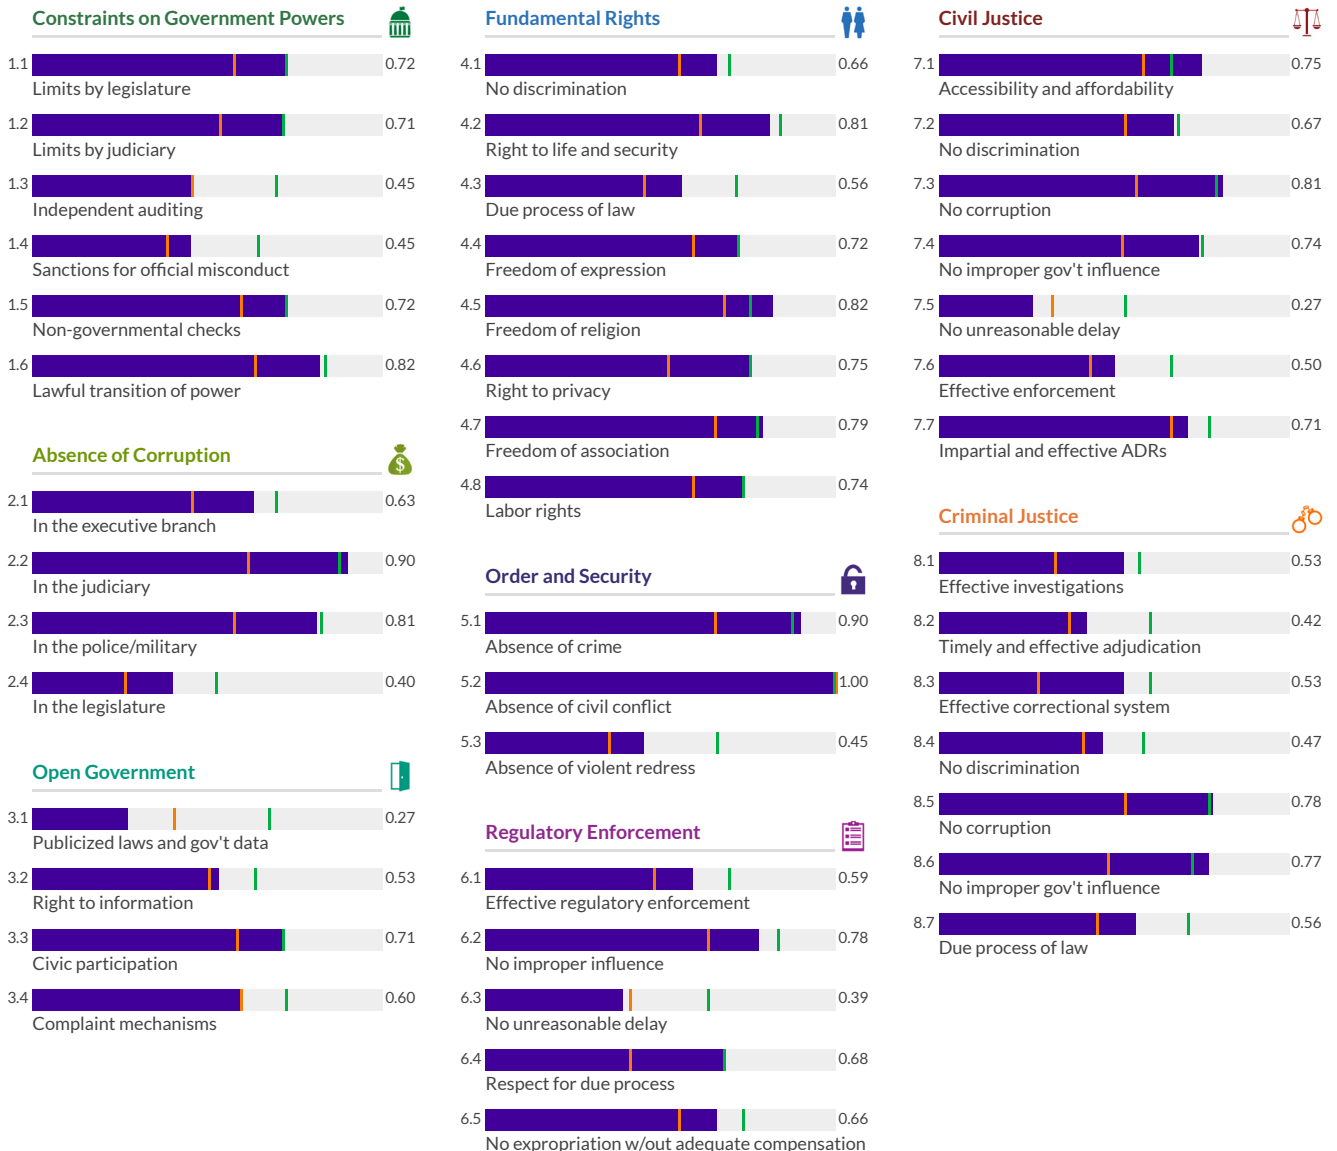 Constraints on Government Powers
1.1 0.72
Limits by legislature
1.2 0.71
Limits by judiciary
1.3 0.45
Independent auditing
1.4 0.45
Sanctions for official misconduct
1.5 0.72
Non-governmental checks
1.6 0.82
Lawful transition of power
Absence of Corruption
$
2.1 0.63
In the executive branch
2.2 0.90
In the judiciary
2.3 0.81
In the police/military
2.4 0.40
In the legislature
Open Government
3.1 0.27
Publicized laws and gov't data
3.2 0.53
Right to information
3.3 0.71
Civic participation
3.4 0.60
Complaint mechanisms
Fundamental Rights
4.1 0.66
No discrimination
4.2 0.81
Right to life and security
4.3 0.56
Due process of law
4.4 0.72
Freedom of expression
4.5 0.82
Freedom of religion
4.6 0.75
Right to privacy
4.7 0.79
Freedom of association
4.8 0.74
Labor rights
Order and Security
5.1 0.90
Absence of crime
5.2 1.00
Absence of civil conflict
5.3 0.45
Absence of violent redress
Regulatory Enforcement
6.1 0.59
Effective regulatory enforcement
6.2 0.78
No improper influence
6.3 0.39
No unreasonable delay
6.4 0.68
Respect for due process
6.5 0.66
No expropriation w/out adequate compensation
Civil Justice
7.1 0.75
Accessibility and affordability
7.2 0.67
No discrimination
7.3 0.81
No corruption
7.4 0.74
No improper gov't influence
7.5 0.27
No unreasonable delay
7.6 0.50
Effective enforcement
7.7 0.71
Impartial and effective ADRs
Criminal Justice
8.1 0.53
Effective investigations
8.2 0.42
Timely and effective adjudication
8.3 0.53
Effective correctional system
8.4 0.47
No discrimination
8.5 0.78
No corruption
8.6 0.77
No improper gov't influence
8.7 0.56
Due process of law